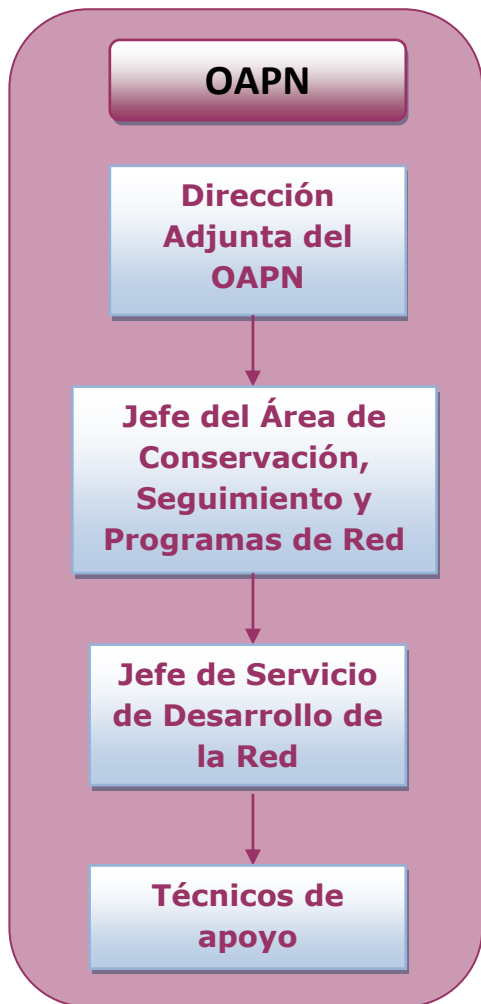 OAPN
Dirección
Adjunta del
OAPN
Jefe del Área de
Conservación,
Seguimiento y
Programas de Red
Jefe de Servicio
de Desarrollo de
la Red
Técnicos de
apoyo